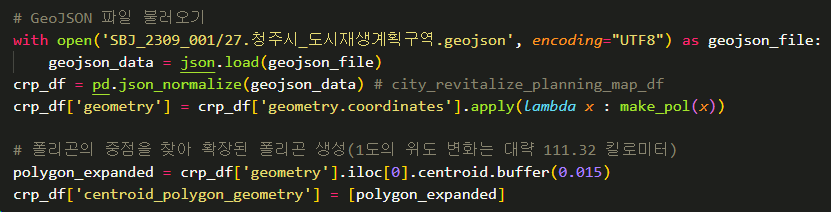 # GeoJSON 파일 불러오기
with open('SBJ_2309_001/27.청주시_도시재생계획구역.geojson', encoding="UTF8") as geojson_file:
    geojson_data = json.load(geojson_file)
crp_df = pd.json_normalize(geojson_data) # city_revitalize_planning_map_df
crp_df['geometry'] = crp_df['geometry.coordinates'].apply(lambda x : make_pol(x))

# 폴리곤의 중점을 찾아 확장된 폴리곤 생성(1도의 위도 변화는 대략 111.32 킬로미터)
polygon_expanded = crp_df['geometry'].iloc[0].centroid.buffer(0.015)
crp_df['centroid_polygon_geometry'] = [polygon_expanded]